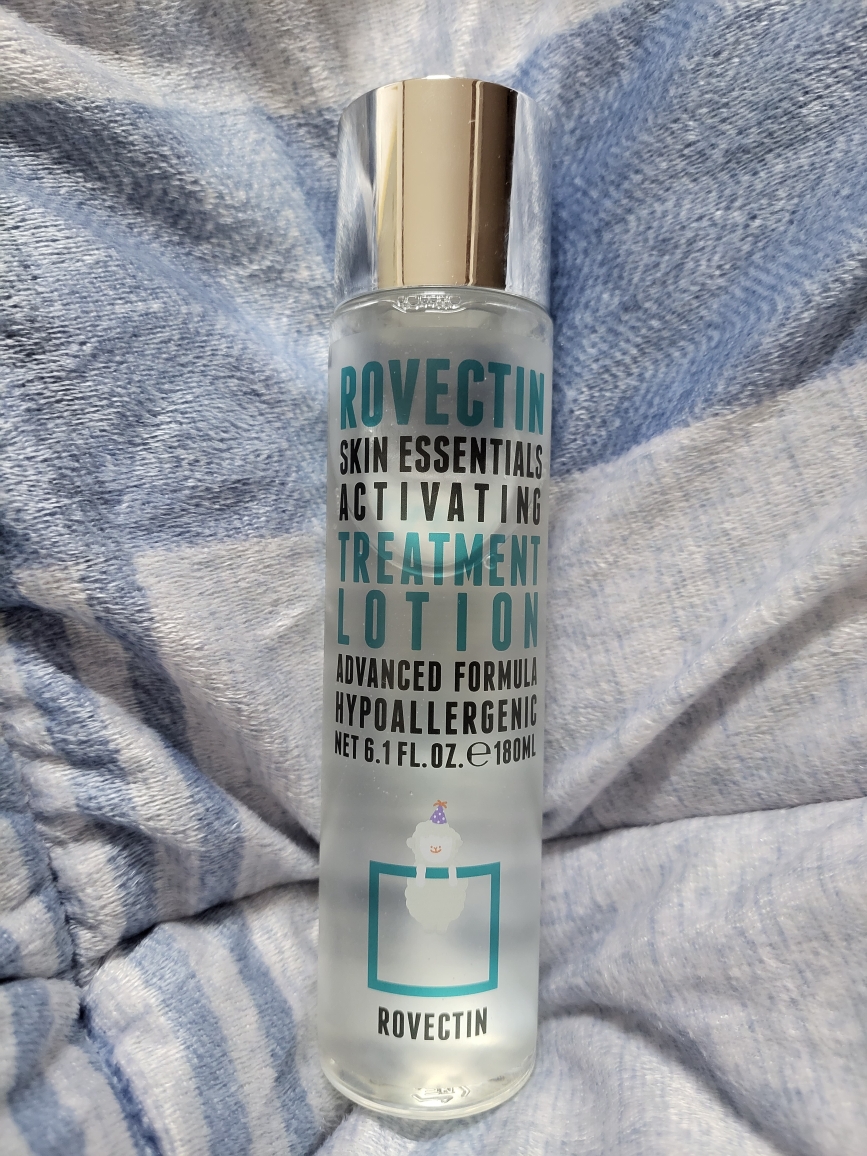 ROVECTIN
SKIN ESSENTIALS
ACTIVATING
TREATMENT
LOTION
ADVANCED FORMULA
HYPOALLERGENIC
NET 6.1 FL.OZ.℮180ML
ROVECTIN